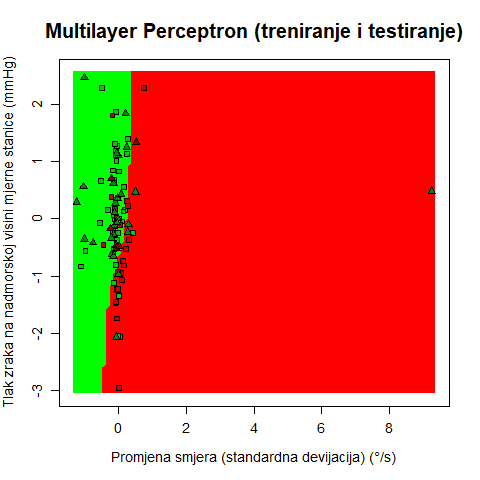 Multilayer Perceptron (treniranje i testiranje)
Tlak zraka na nadmorskoj visini mjerne stanice (mmHg)
2
1
0
-1
-2
-3
0 2 4 6 8
Promjena smjera (standardna devijacija) (°/s)